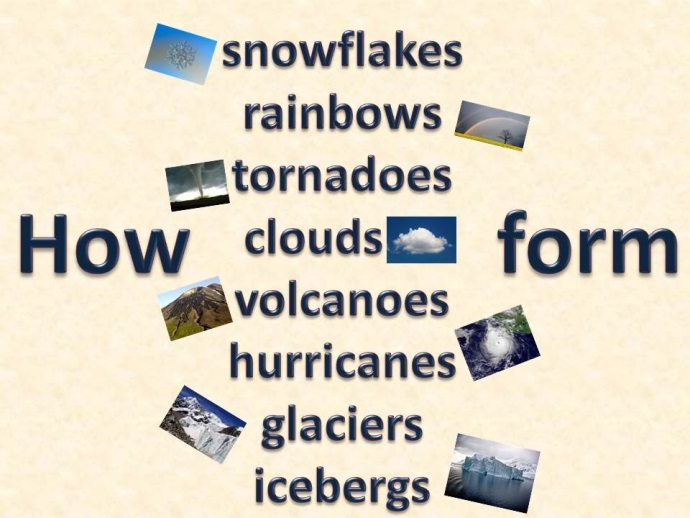 snowflakes
rainbows
tornadoes
How clouds form
volcanoes
hurricanes
glaciers
icebergs